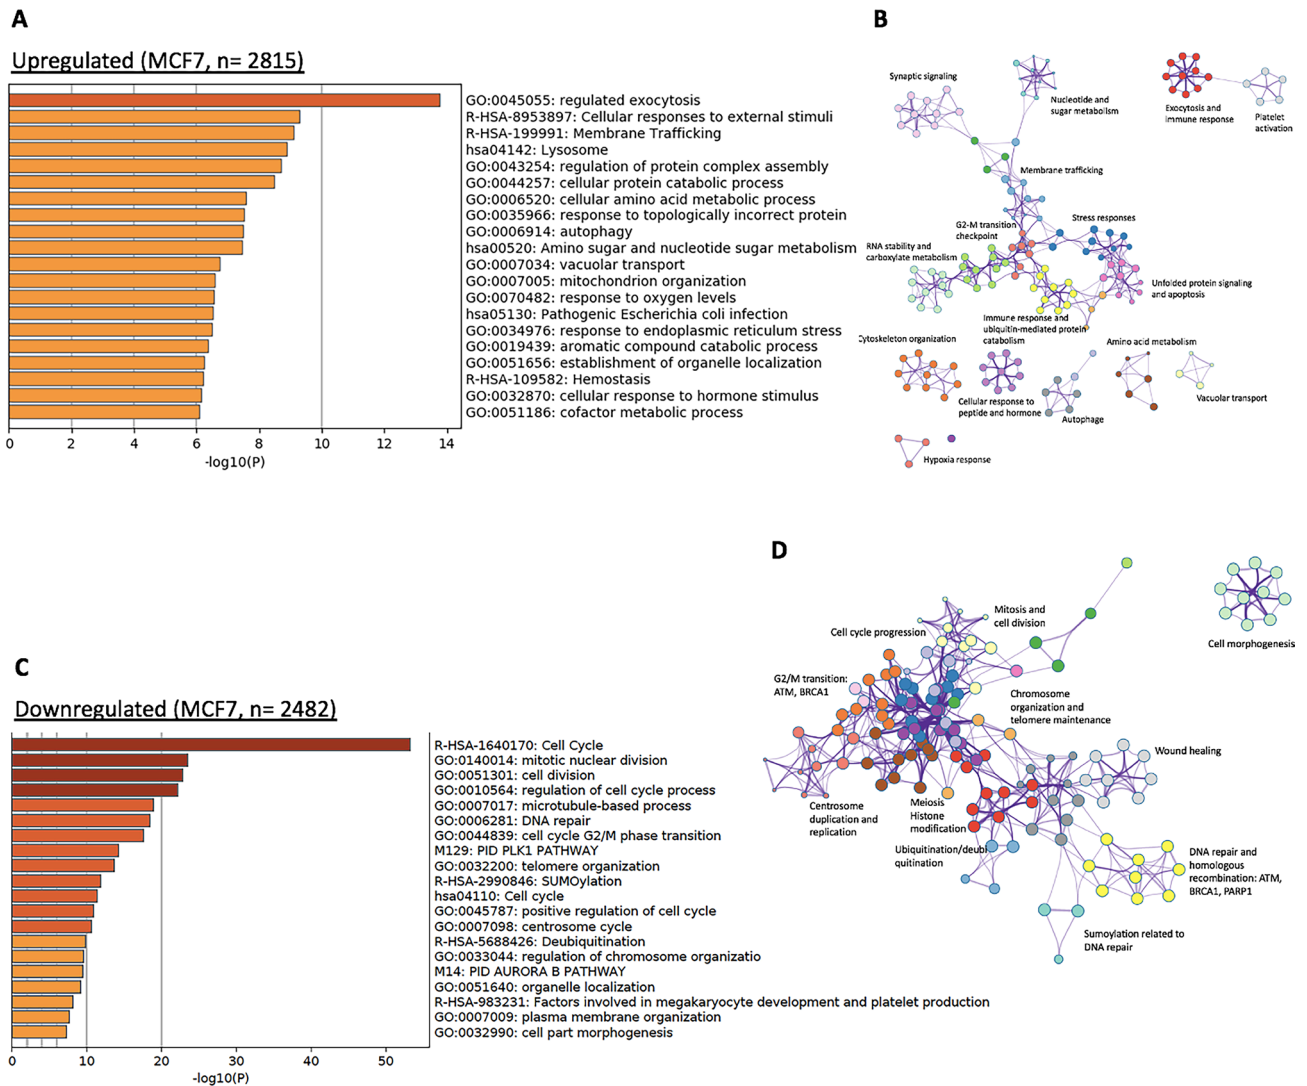 A
Upregulated (MCF7, n= 2815)
GO:0045055: regulated exocytosis
R-HSA-8953897: Cellular responses to external stimuli
R-HSA-199991: Membrane Trafficking
hsa04142: Lysosome
GO:0043254: regulation of protein complex assembly
GO:0044257: cellular protein catabolic process
GO:0006520: cellular amino acid metabolic process
GO:0035966: response to topologically incorrect protein
GO:0006914: autophagy
hsa00520: Amino sugar and nucleotide sugar metabolism
GO:0007034: vacuolar transport
GO:0007005: mitochondrion organization
GO:0070482: response to oxygen levels
hsa05130: Pathogenic Escherichia coli infection
GO:0034976: response to endoplasmic reticulum stress
GO:0019439: aromatic compound catabolic process
GO:0051656: establishment of organelle localization
R-HSA-109582: Hemostasis
GO:0032870: cellular response to hormone stimulus
GO:0051186: cofactor metabolic process
0 2 4 6 8 10 12 14
-log10(P)
B
Synaptic signaling
Nucleotide and
sugar metabolism
Exocytosis and
immune response
Platelet
activation
Membrane trafficking
G2-M transition
checkpoint
Stress responses
RNA stability and
carboxylate metabolism
Unfolded protein signaling
and apoptosis
Immune response and
ubiquitin-mediated protein
catabolism
Cytoskeleton organization
Amino acid metabolism
Cellular response to
peptide and hormone
Autophage
Vacuolar transport
Hypoxia response
C
Downregulated (MCF7, n= 2482)
R-HSA-1640170: Cell Cycle
GO:0140014: mitotic nuclear division
GO:0051301: cell division
GO:0010564: regulation of cell cycle process
GO:0007017: microtubule-based process
GO:0006281: DNA repair
GO:0044839: cell cycle G2/M phase transition
M129: PID PLK1 PATHWAY
GO:0032200: telomere organization
R-HSA-2990846: SUMOylation
hsa04110: Cell cycle
GO:0045787: positive regulation of cell cycle
GO:0007098: centrosome cycle
R-HSA-5688426: Deubiquitination
GO:0033044: regulation of chromosome organizatio
M14: PID AURORA B PATHWAY
GO:0051640: organelle localization
R-HSA-983231: Factors involved in megakaryocyte development and platelet production
GO:0007009: plasma membrane organization
GO:0032990: cell part morphogenesis
0 10 20 30 40 50
-log10(P)
D
Mitosis and
cell division
Cell cycle progression
Cell morphogenesis
G2/M transition:
ATM, BRCA1
Chromosome
organization and
telomere maintenance
Wound healing
Centrosome
duplication and
replication
Meiosis
Histone
modification
Ubiquitination/deubi
quitination
DNA repair and
homologous
recombination: ATM,
BRCA1, PARP1
Sumoylation related to
DNA repair